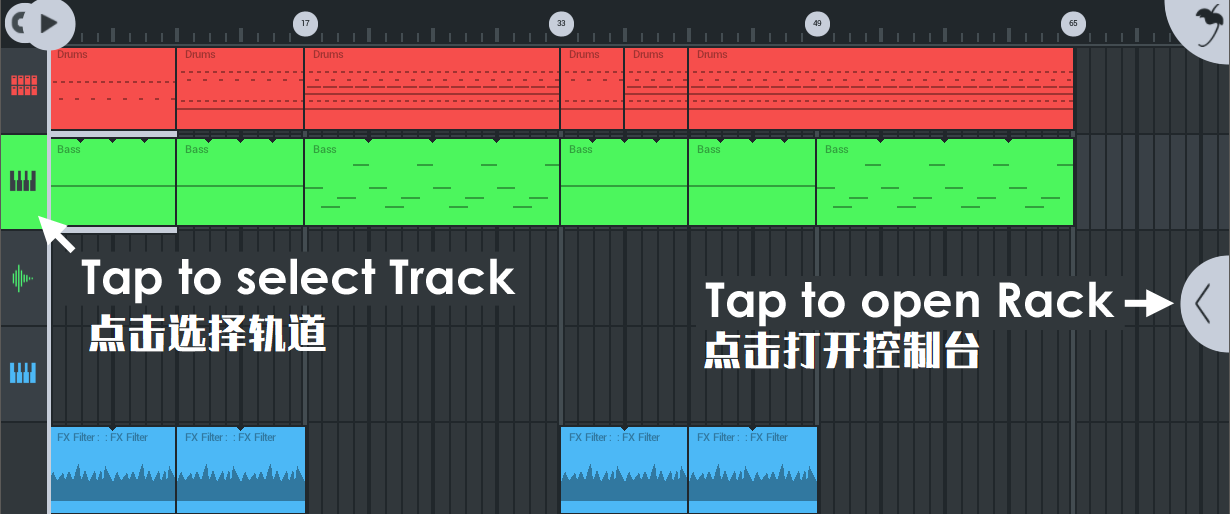 17 33 49 65
Drums Drums Drums Drums Drums Drums
Bass Bass Bass Bass Bass Bass
Tap to select Track
点击选择轨道
Tap to open Rack
点击打开控制台
FX Filter: : FX Filter FX Filter: : FX Filter FX Filter: : FX Filter FX Filter: : FX Filter